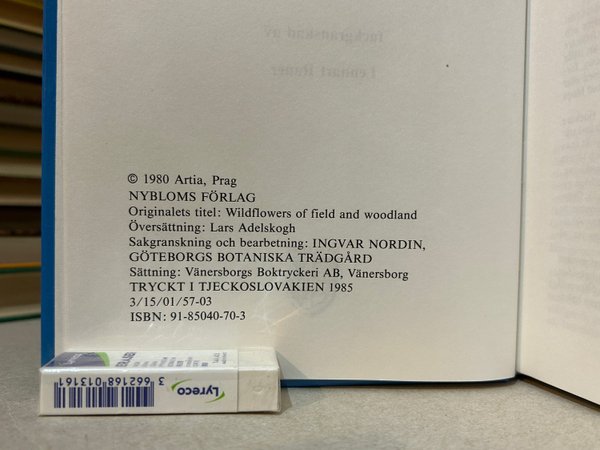 © 1980 Artia, Prag
NYBLOMS FÖRLAG
Originalets titel: Wildflowers of field and woodland
Översättning: Lars Adelskogh
Sakgranskning och bearbetning: INGVAR NORDIN,
GÖTEBORGS BOTANISKA TRÄDGÅRD
Sättning: Vänersborgs Boktryckeri AB, Vänersborg
TRYCKT I TJECKOSLOVAKIEN 1985
3/15/01/57-03
ISBN: 91-85040-70-3
Lyreco
3 662168 013161